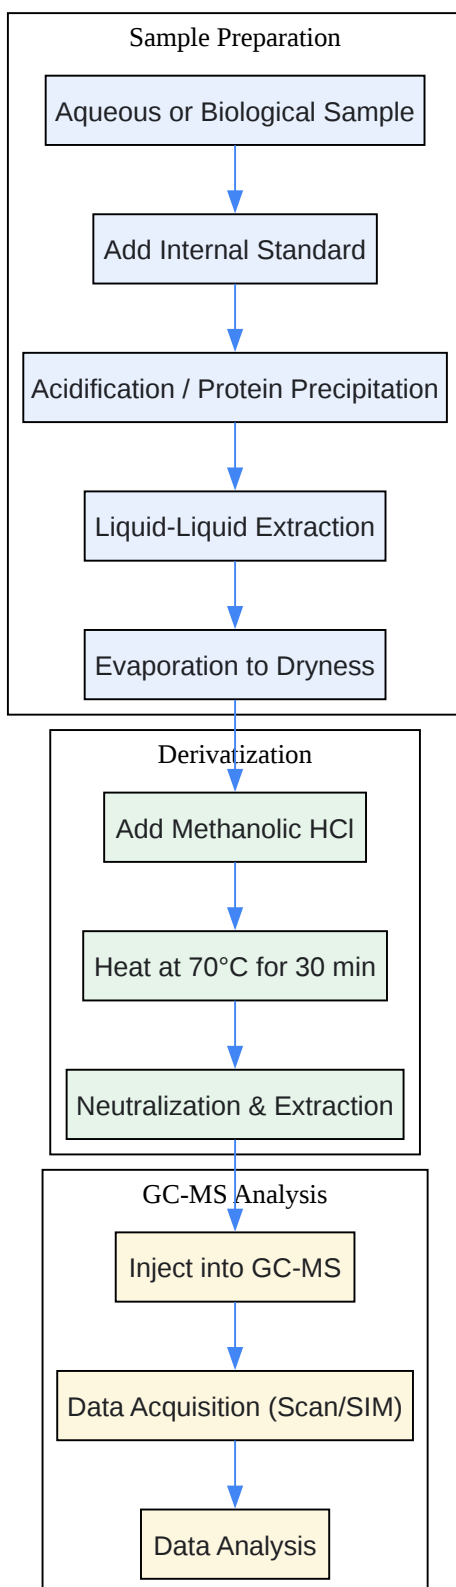 Sample Preparation
Aqueous or Biological Sample
Add Internal Standard
Acidification / Protein Precipitation
Liquid-Liquid Extraction
Evaporation to Dryness
Derivatization
Add Methanolic HCl
Heat at 70°C for 30 min
Neutralization & Extraction
GC-MS Analysis
Inject into GC-MS
Data Acquisition (Scan/SIM)
Data Analysis